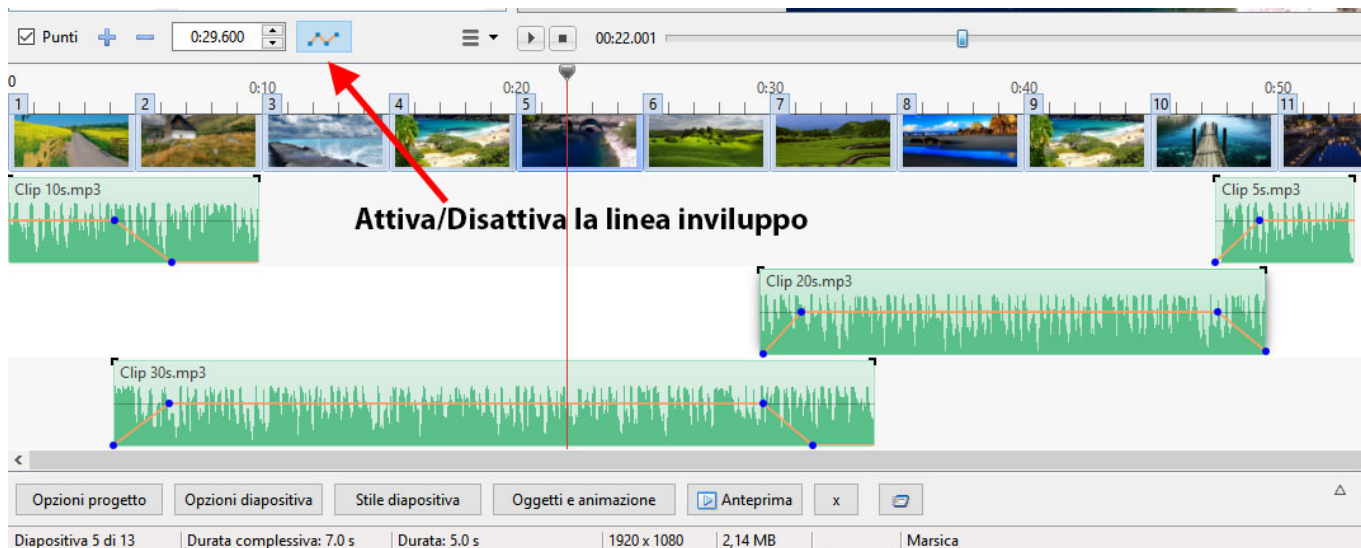 Punti 0:29.600 00:22.001
0 0:10 0:20 0:30 0:40 0:50
1 2 3 4 5 6 7 8 9 10 11
Clip 10s.mp3 Clip 5s.mp3
Attiva/Disattiva la linea inviluppo
Clip 20s.mp3
Clip 30s.mp3
Opzioni progetto Opzioni diapositiva Stile diapositiva Oggetti e animazione Anteprima x
Diapositiva 5 di 13 Durata complessiva: 7.0 s Durata: 5.0 s 1920 x 1080 2,14 MB Marsica